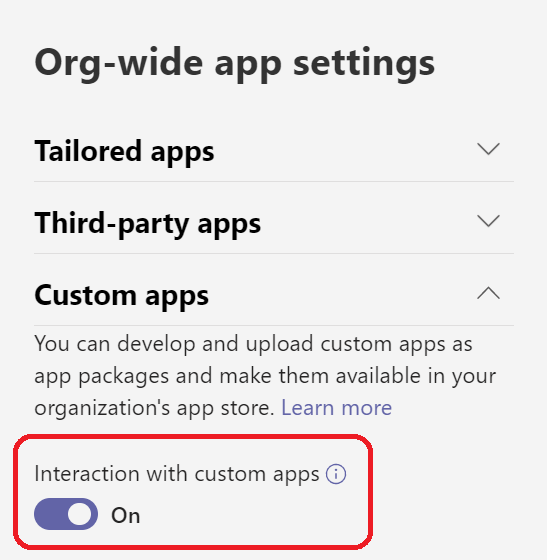 Org-wide app settings
Tailored apps
Third-party apps
Custom apps
You can develop and upload custom apps as
app packages and make them available in your
organization's app store. Learn more
Interaction with custom apps
On